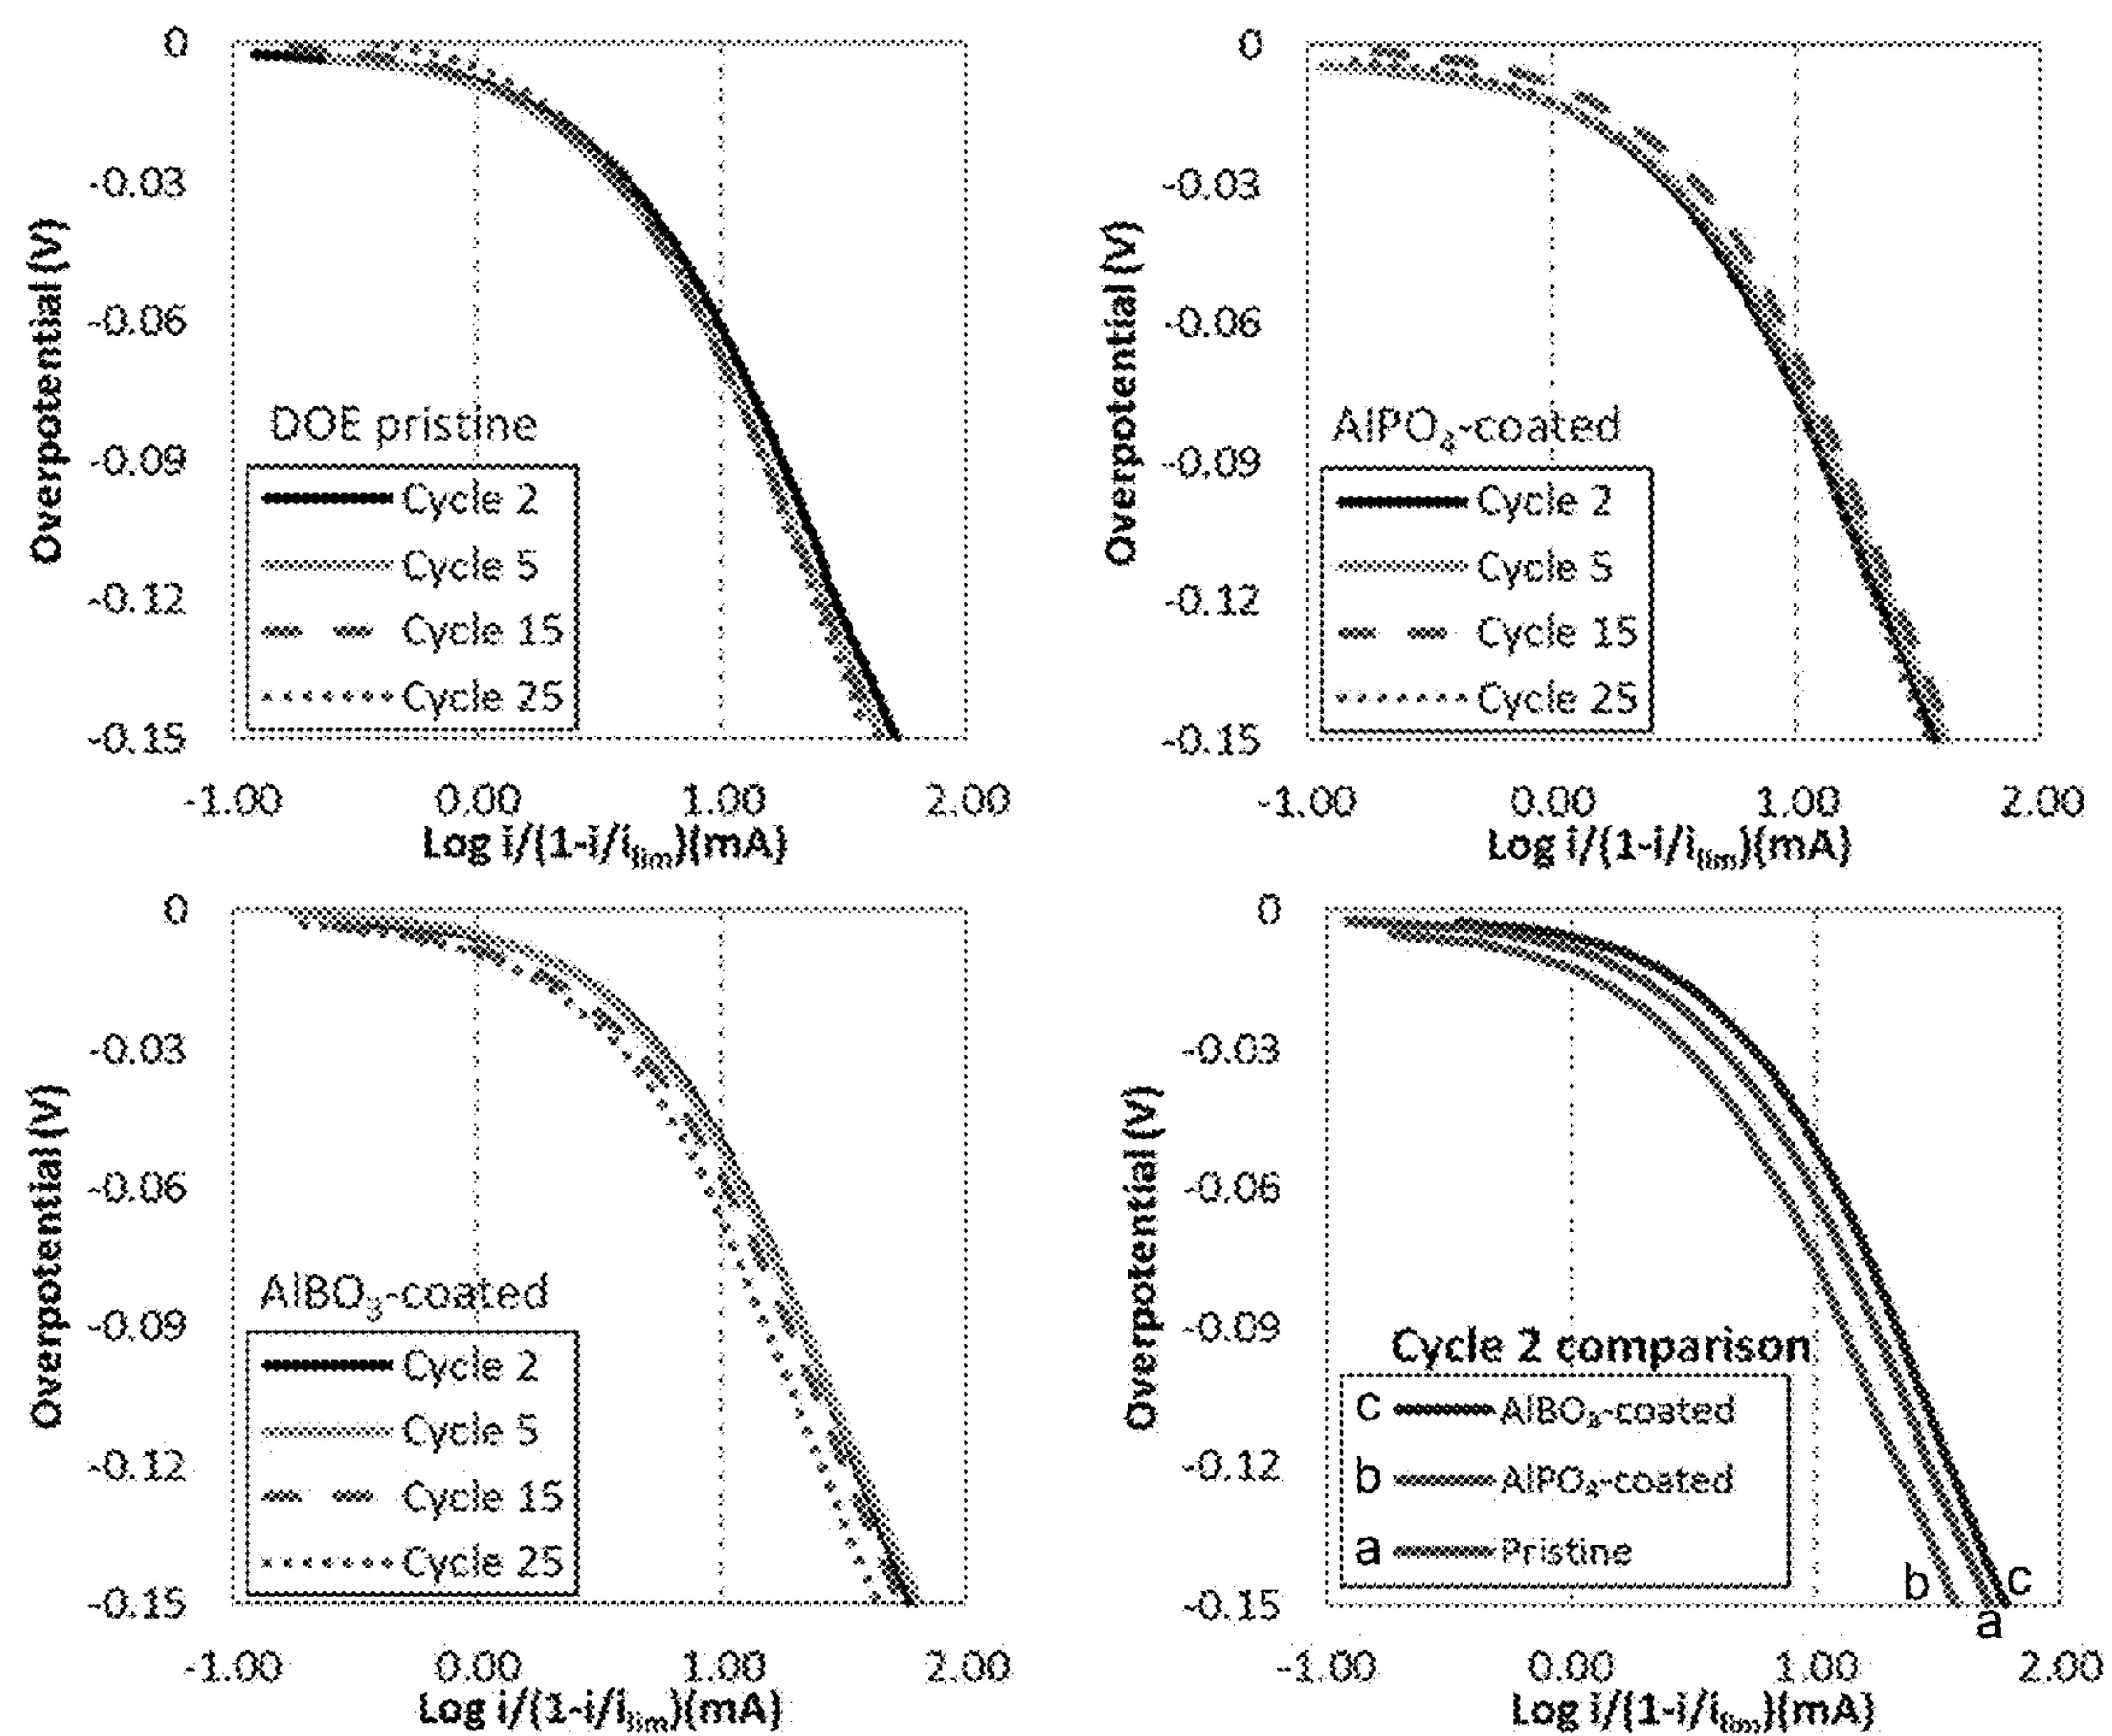 0
-0.03
-0.06
-0.09
-0.12
-0.15
Overpotential (V)
DOE pristine
Cycle 2
Cycle 5
Cycle 15
Cycle 25
-1.00 0.00 1.00 2.00
Log i/(1-i/i_lim)(mA)
0
-0.03
-0.06
-0.09
-0.12
-0.15
Overpotential (V)
AlPO₄-coated
Cycle 2
Cycle 5
Cycle 15
Cycle 25
-1.00 0.00 1.00 2.00
Log i/(1-i/i_lim)(mA)
0
-0.03
-0.06
-0.09
-0.12
-0.15
Overpotential (V)
AlBO₃-coated
Cycle 2
Cycle 5
Cycle 15
Cycle 25
-1.00 0.00 1.00 2.00
Log i/(1-i/i_lim)(mA)
0
-0.03
-0.06
-0.09
-0.12
-0.15
Overpotential (V)
Cycle 2 comparison
c AlBO₃-coated
b AlPO₄-coated
a Pristine
b c
a
-1.00 0.00 1.00 2.00
Log i/(1-i/i_lim)(mA)